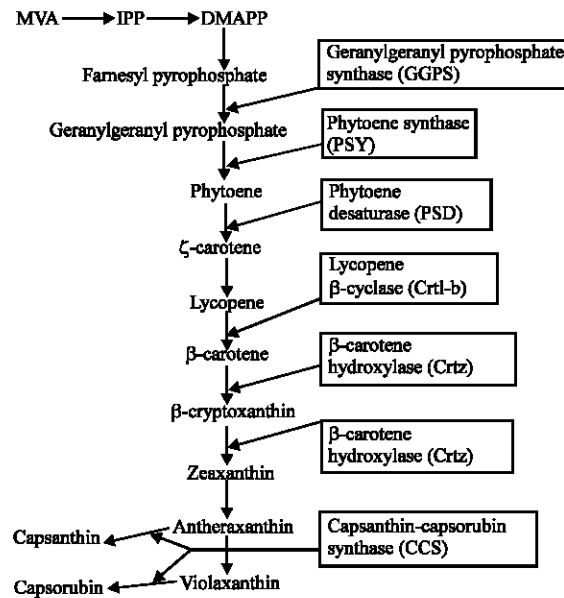 MVA IPP DMAPP
Geranylgeranyl pyrophosphate
synthase (GGPS)
Farnesyl pyrophosphate
Geranylgeranyl pyrophosphate
Phytoene synthase
(PSY)
Phytoene
Phytoene
desaturase (PSD)
ζ-carotene
Lycopene
β-cyclase (Crtl-b)
Lycopene
β-carotene
β-carotene
hydroxylase (Crtz)
β-cryptoxanthin
β-carotene
hydroxylase (Crtz)
Zeaxanthin
Antheraxanthin
Capsanthin
Capsanthin-capsorubin
synthase (CCS)
Capsorubin
Violaxanthin